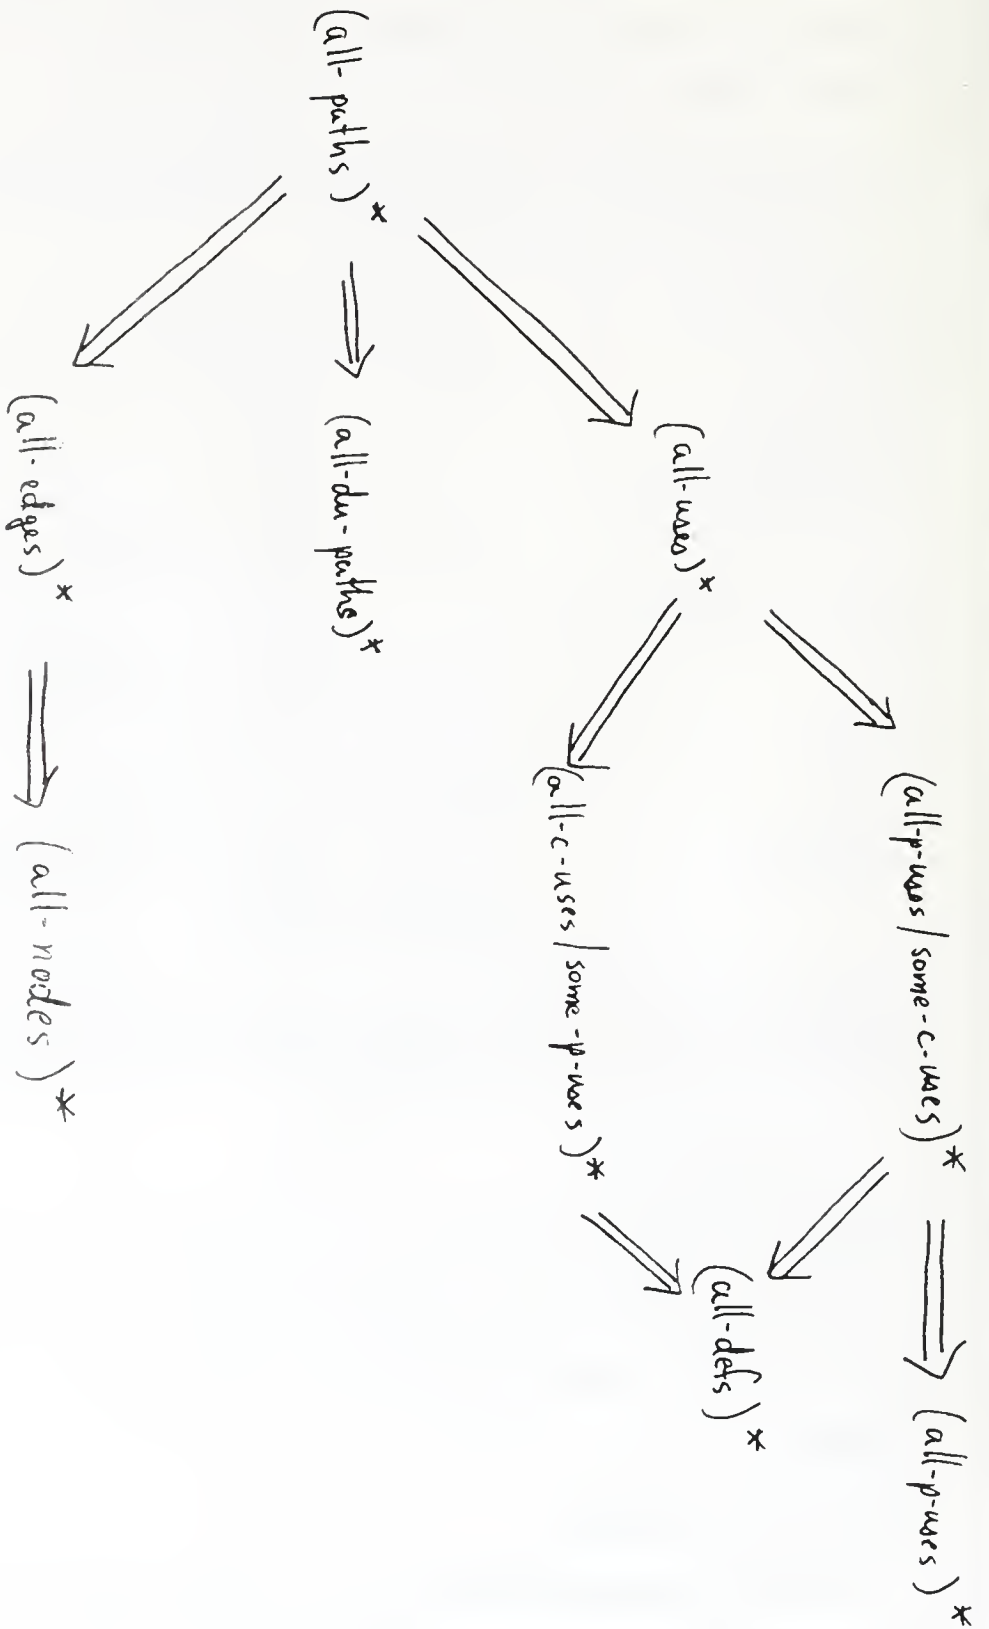 (all-paths)*
(all-edges)*
(all-du-paths)*
(all-uses)*
(all-nodes)*
(all-c-uses/some-p-uses)*
(all-p-uses/some-c-uses)*
(all-defs)*
(all-p-uses)*